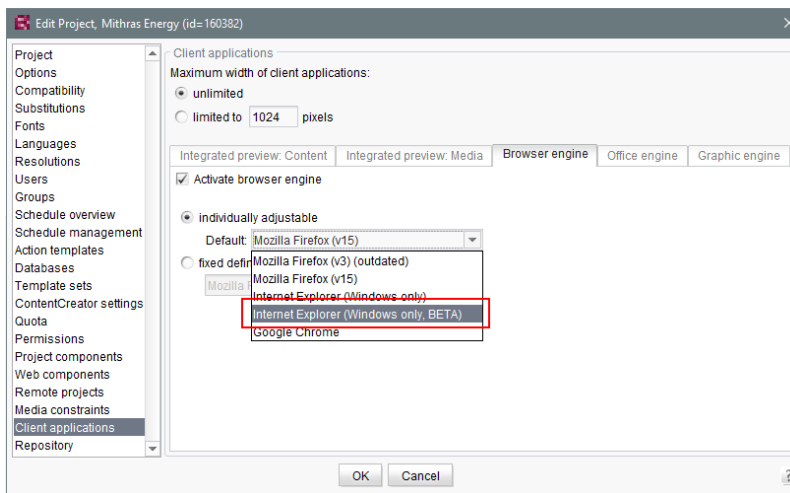 Edit Project, Mithras Energy (id=160382)
Project
Options
Compatibility
Substitutions
Fonts
Languages
Resolutions
Users
Groups
Schedule overview
Schedule management
Action templates
Databases
Template sets
ContentCreator settings
Quota
Permissions
Project components
Web components
Remote projects
Media constraints
Client applications
Repository
Client applications
Maximum width of client applications:
unlimited
limited to 1024 pixels
Integrated preview: Content Integrated preview: Media Browser engine Office engine Graphic engine
Activate browser engine
individually adjustable
Default: Mozilla Firefox (v15)
fixed defin
Mozilla F
Mozilla Firefox (v3) (outdated)
Mozilla Firefox (v15)
Internet Explorer (Windows only)
Internet Explorer (Windows only, BETA)
Google Chrome
OK Cancel
?